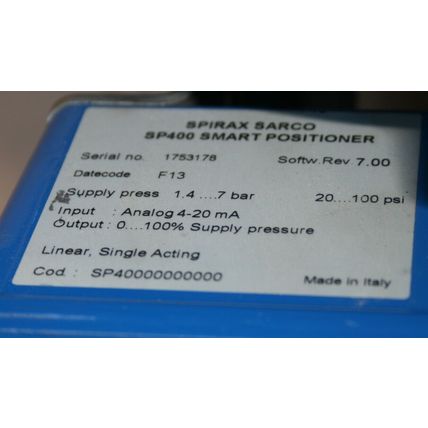 SPIRAX SARCO
SP400 SMART POSITIONER
Serial no. 1753178 Softw.Rev 7.00
Datecode F13
Supply press 1.4....7 bar 20....100 psi
Input : Analog 4-20 mA
Output : 0....100% Supply pressure
Linear, Single Acting
Cod : SP40000000000 Made in Italy